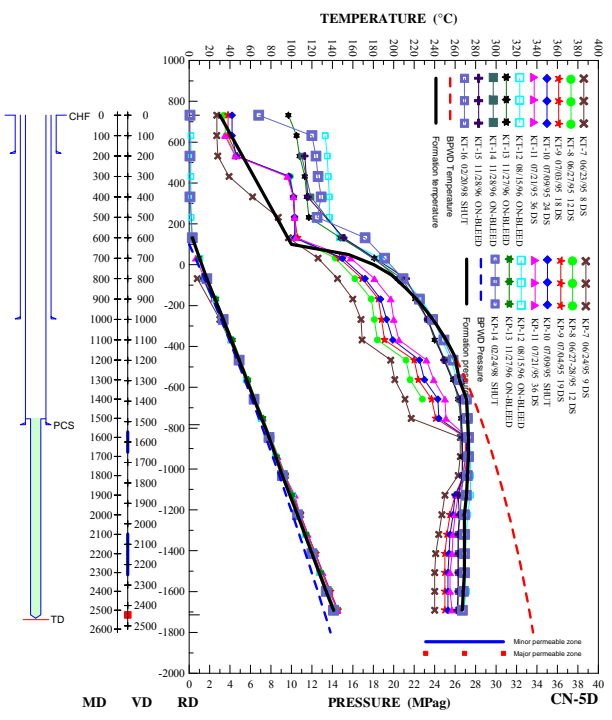 TEMPERATURE (°C)
0 20 40 60 80 100 120 140 160 180 200 220 240 260 280 300 320 340 360 380 400
KT-7 06/23/95 8 DS
06/27/95 12 DS
KT-9 07/03/95 18 DS
KT-10 07/09/95 24 DS
KT-11 07/21/95 36 DS
KT-12 08/15/96 ON-BLEED
KT-13 11/27/96 ON-BLEED
KT-14 11/28/96 ON-BLEED
KT-15 11/28/96 ON-BLEED
KT-16 02/20/98 SHUT
BPWD Temperature
Formation temperature
KP-7 06/24/95 9 DS
KP-8 06/27-28/95 12 DS
KP-9 07/04/95 19 DS
KP-10 07/09/95 SHUT
KP-11 07/21/95 36 DS
KP-12 08/15/96 ON-BLEED
KP-13 11/27/96 ON-BLEED
KP-14 02/24/98 SHUT
BPWD Pressure
Formation pressure
CHF
PCS
TD
0
100
200
300
400
500
600
700
800
900
1000
1100
1200
1300
1400
1500
1600
1700
1800
1900
2000
2100
2200
2300
2400
2500
2600
0
100
200
300
400
500
600
700
800
900
1000
1100
1200
1300
1400
1500
1600
1700
1800
1900
2000
2100
2200
2300
2400
2500
1000
800
600
400
200
0
-200
-400
-600
-800
-1000
-1200
-1400
-1600
-1800
-2000
Minor permeable zone
Major permeable zone
0 2 4 6 8 10 12 14 16 18 20 22 24 26 28 30 32 34 36 38 40
MD VD RD PRESSURE (MPag) CN-5D